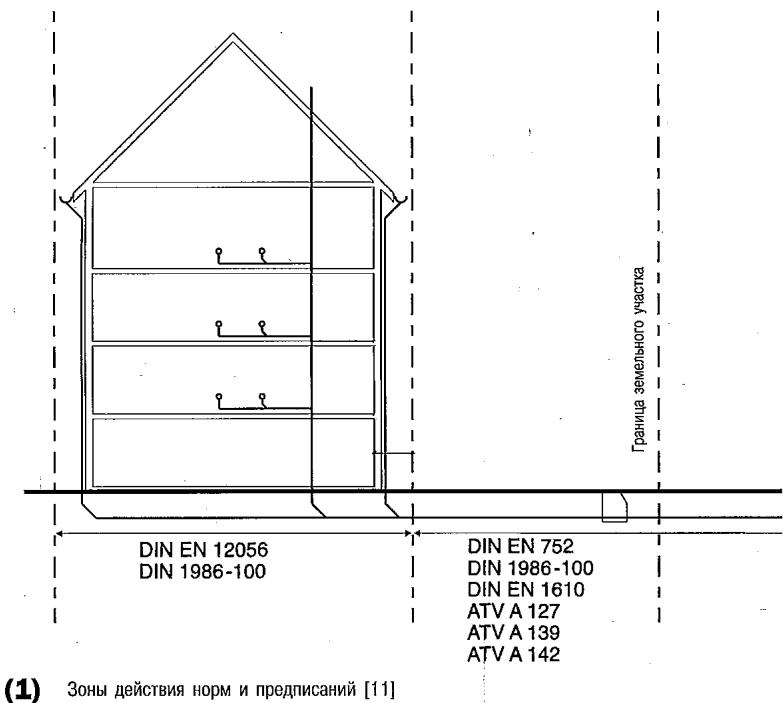 Граница земельного участка
DIN EN 12056
DIN 1986-100
DIN EN 752
DIN 1986-100
DIN EN 1610
ATV A 127
ATV A 139
ATV A 142
(1) Зоны действия норм и предписаний [11]